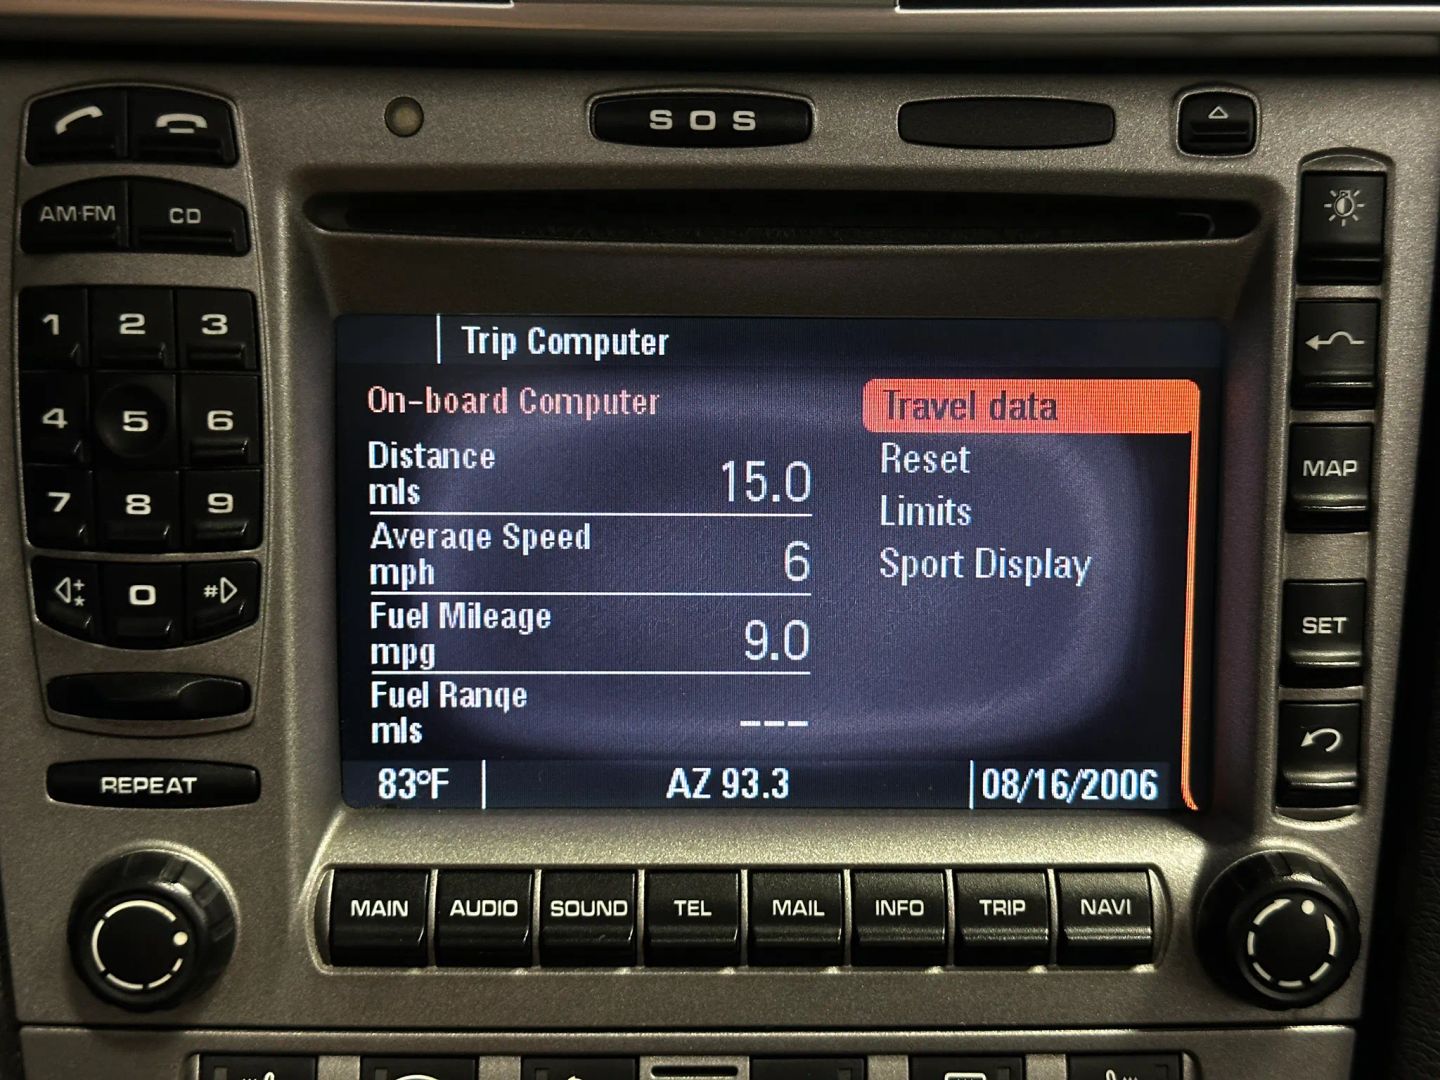 SOS
AM·FM CD
1 2 3
4 5 6
7 8 9
+
* 0 #
REPEAT
Trip Computer
On-board Computer
Distance
mls 15.0
Average Speed
mph 6
Fuel Mileage
mpg 9.0
Fuel Range
mls ---
Travel data
Reset
Limits
Sport Display
83°F AZ 93.3 08/16/2006
MAP
SET
MAIN AUDIO SOUND TEL MAIL INFO TRIP NAVI